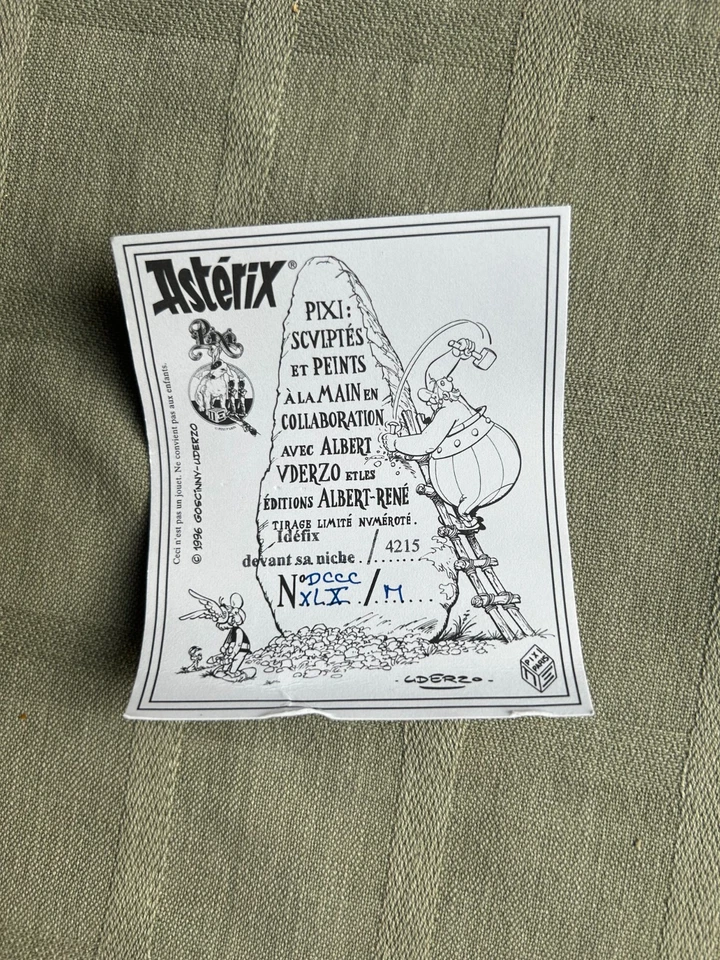 Astérix®
Pixi
PIXI:
SCVLPTÉS
ET PEINTS
À LA MAIN EN
COLLABORATION
AVEC ALBERT
VDERZO ET LES
ÉDITIONS ALBERT-RENÉ
TIRAGE LIMITÉ NVMÉROTÉ.
Idéfix
devant sa niche / 4215
N° DCCC
XLX / M
Ceci n'est pas un jouet. Ne convient pas aux enfants.
© 1996 GOSCINNY-UDERZO
-UDERZO-
PIXI
PARIS